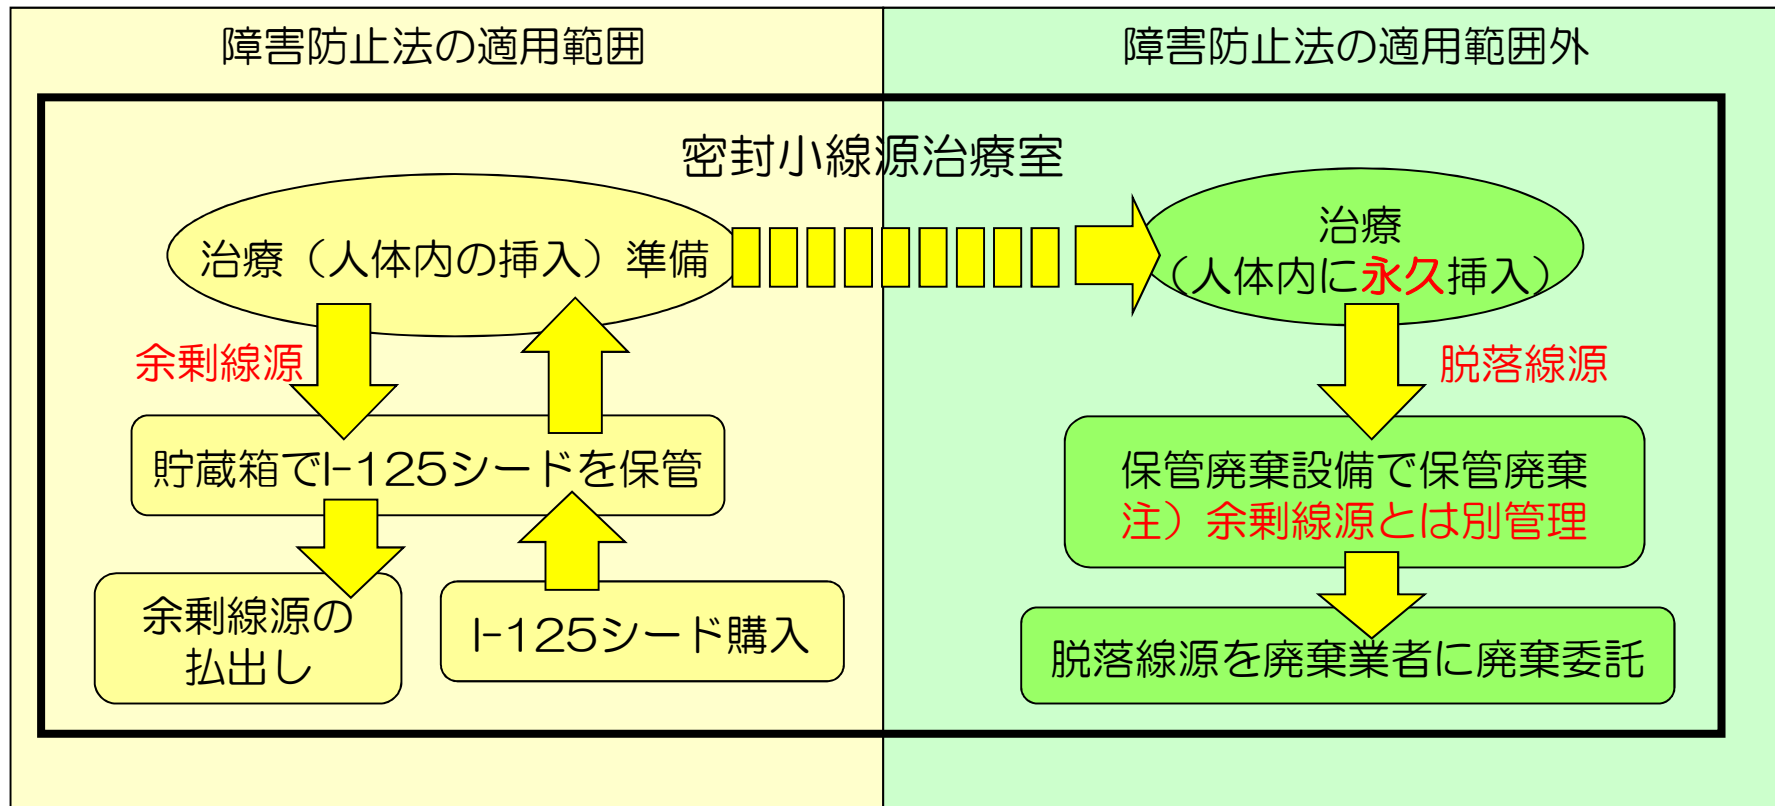 障害防止法の適用範囲
障害防止法の適用範囲外
密封小線源治療室
治療（人体内の挿入）準備
治療
（人体内に永久挿入）
余剰線源
脱落線源
貯蔵箱でI-125シードを保管
保管廃棄設備で保管廃棄
注）余剰線源とは別管理
余剰線源の
払出し
I-125シード購入
脱落線源を廃棄業者に廃棄委託